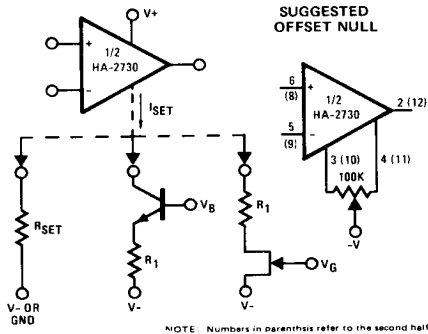 SUGGESTED
OFFSET NULL
V+
+
1/2
HA-2730
-
ISET
6
(8)
+
1/2
HA-2730
2 (12)
5
(9)
-
3 (10)
4 (11)
100K
-V
RSET
V- OR
GND
VB
R1
V-
R1
VG
V-
NOTE: Numbers in parenthsis refer to the second half